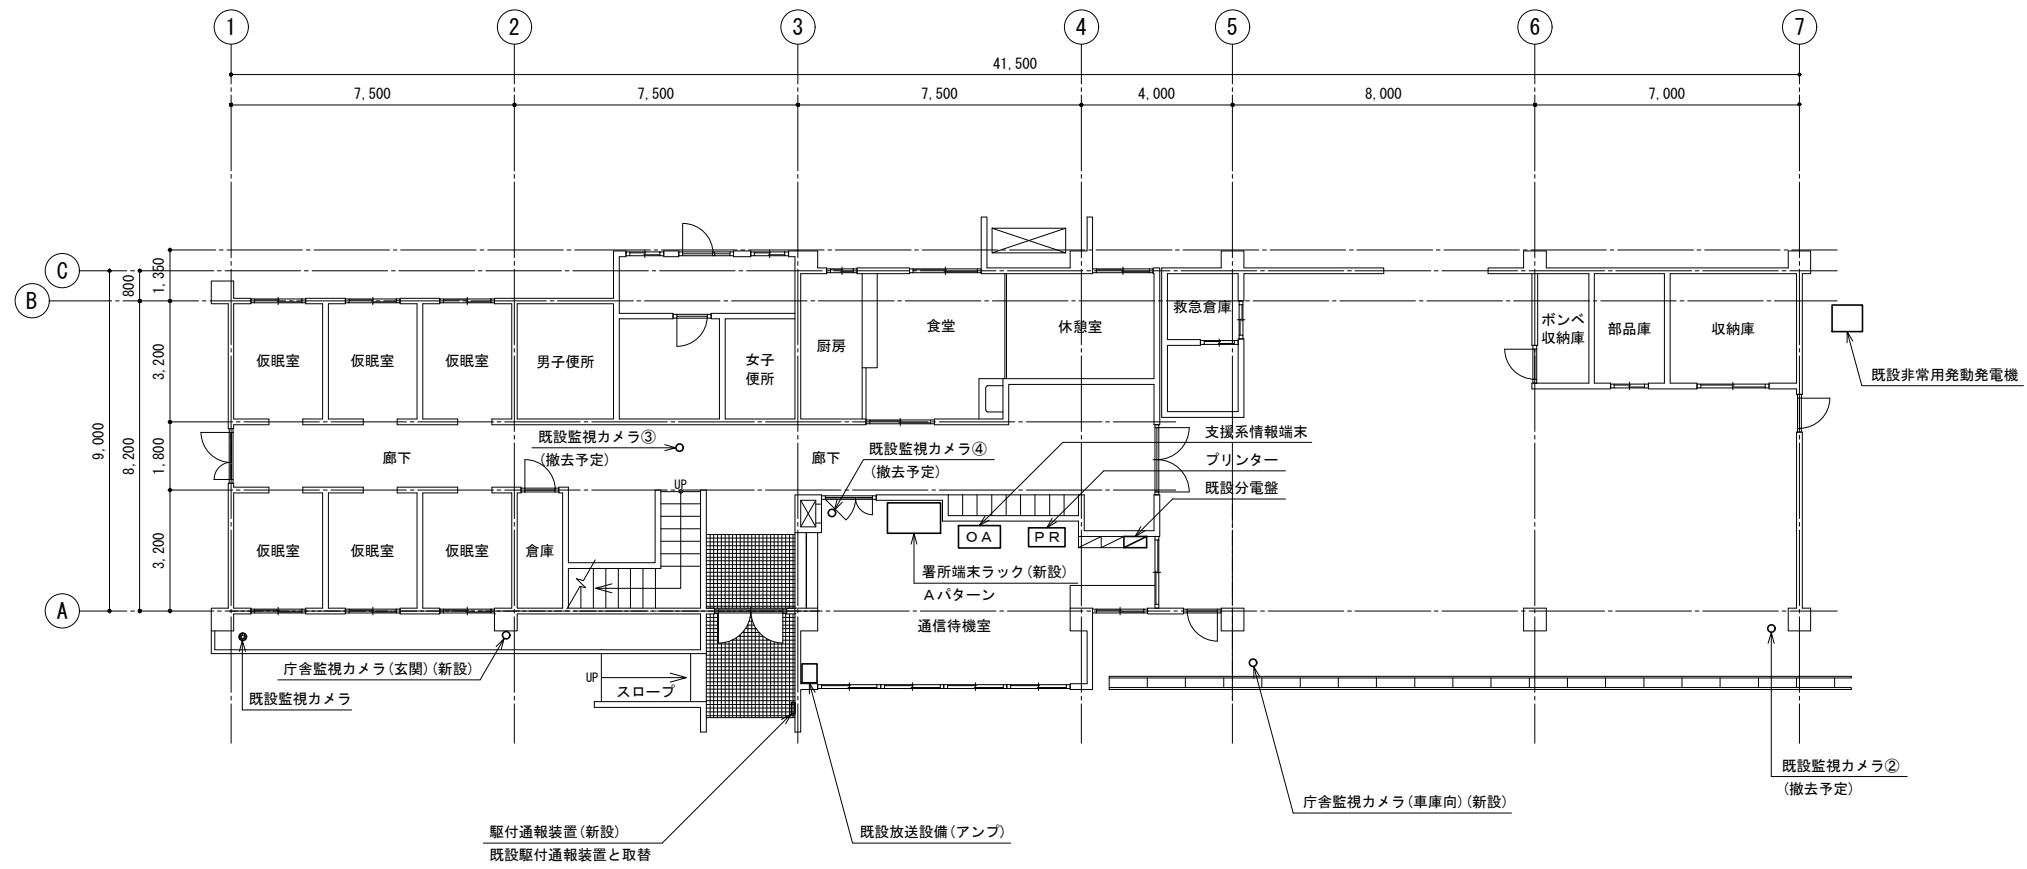 1
2
3
4
5
6
7
41,500
7,500
7,500
7,500
4,000
8,000
7,000
C
B
A
9,000
800
8,200
1,350
3,200
1,800
3,200
仮眠室
仮眠室
仮眠室
男子便所
女子
便所
厨房
食堂
休憩室
救急倉庫
ボンベ
収納庫
部品庫
収納庫
既設非常用発動発電機
廊下
既設監視カメラ③
(撤去予定)
廊下
既設監視カメラ④
(撤去予定)
支援系情報端末
プリンター
既設分電盤
UP
仮眠室
仮眠室
仮眠室
倉庫
OA
PR
署所端末ラック(新設)
Aパターン
通信待機室
庁舎監視カメラ(玄関)(新設)
既設監視カメラ
UP
スロープ
既設監視カメラ②
(撤去予定)
庁舎監視カメラ(車庫向)(新設)
駆付通報装置(新設)
既設駆付通報装置と取替
既設放送設備(アンプ)